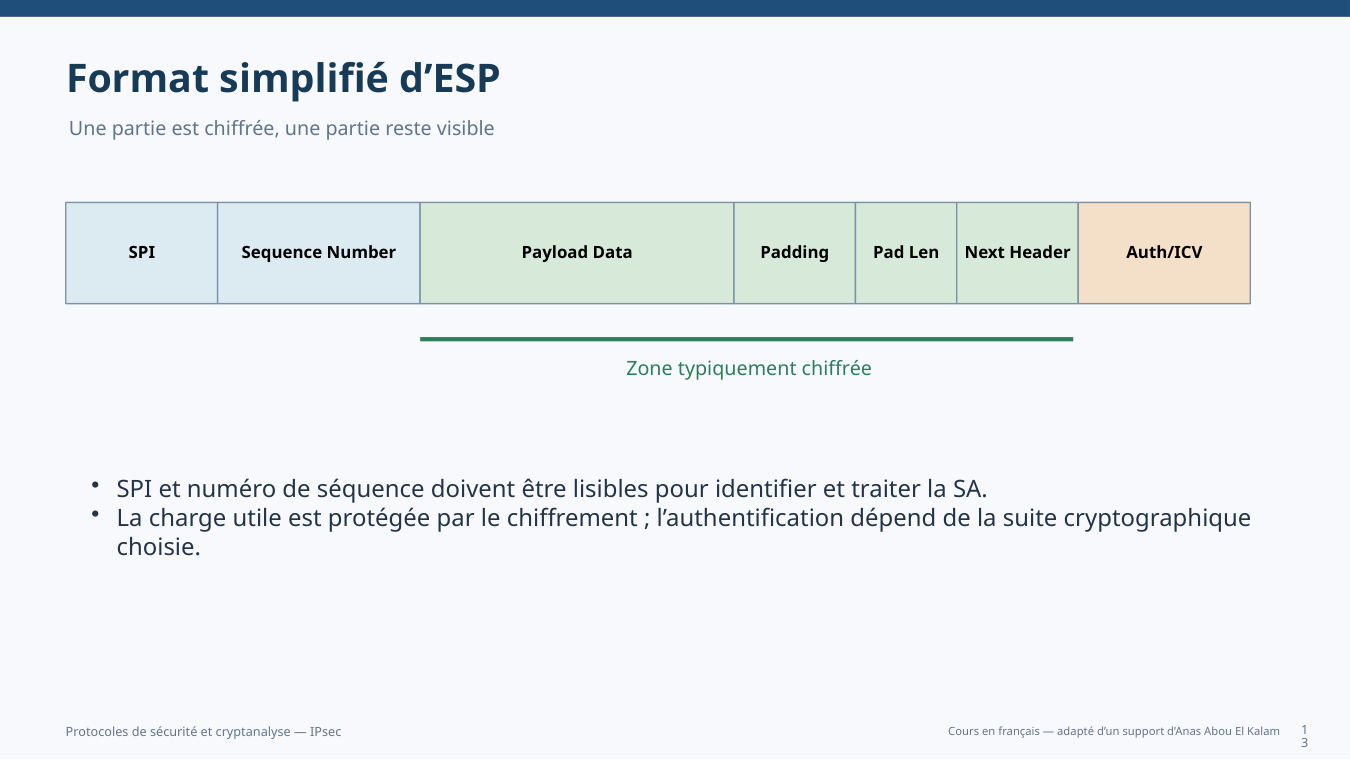 Format simplifié d’ESP
Une partie est chiffrée, une partie reste visible
SPI
Sequence Number
Payload Data
Padding
Pad Len
Next Header
Auth/ICV
Zone typiquement chiffrée
• SPI et numéro de séquence doivent être lisibles pour identifier et traiter la SA.
• La charge utile est protégée par le chiffrement ; l’authentification dépend de la suite cryptographique
choisie.
Protocoles de sécurité et cryptanalyse — IPsec
Cours en français — adapté d’un support d’Anas Abou El Kalam
1
3